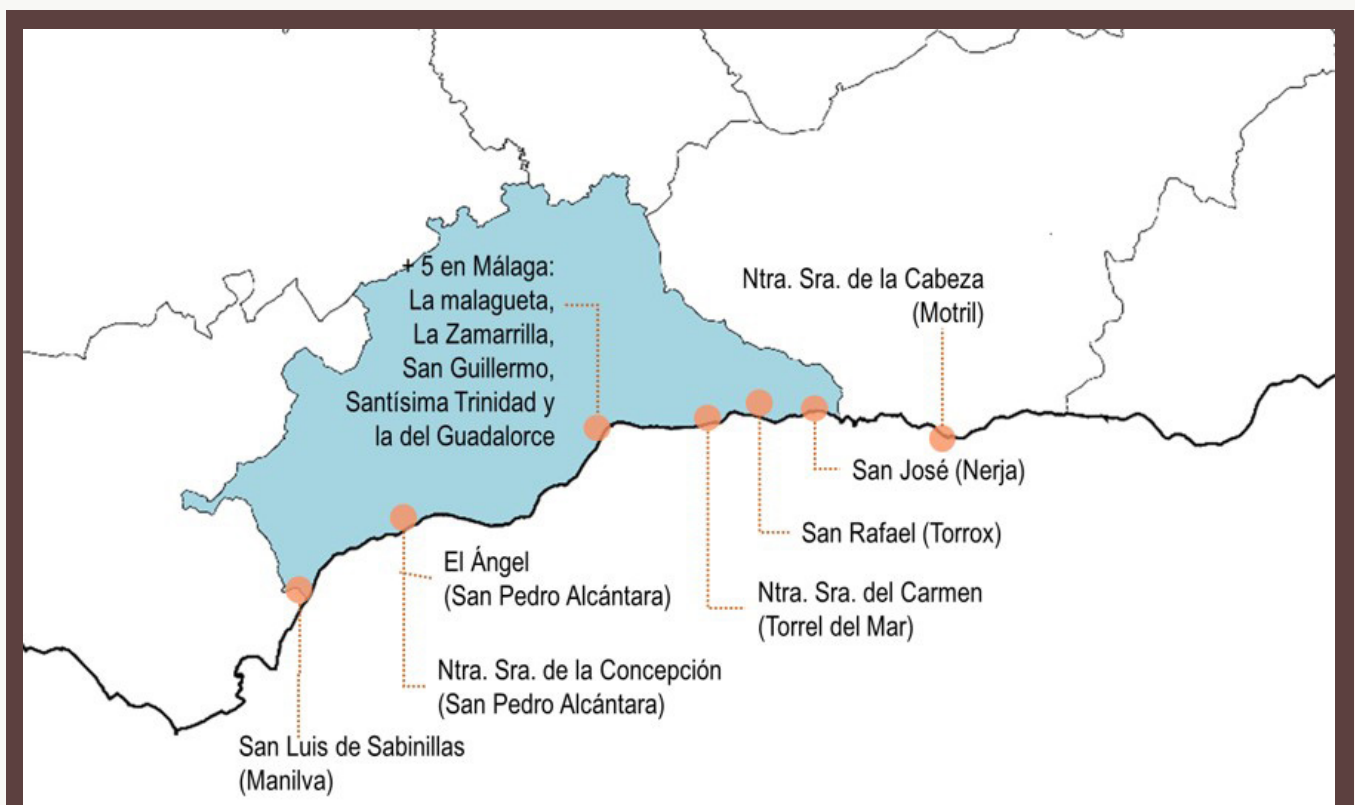 + 5 en Málaga:
La malagueta,
La Zamarrilla,
San Guillermo,
Santísima Trinidad y
la del Guadalorce
Ntra. Sra. de la Cabeza
(Motril)
San José (Nerja)
San Rafael (Torrox)
Ntra. Sra. del Carmen
(Torrel del Mar)
El Ángel
(San Pedro Alcántara)
Ntra. Sra. de la Concepción
(San Pedro Alcántara)
San Luis de Sabinillas
(Manilva)